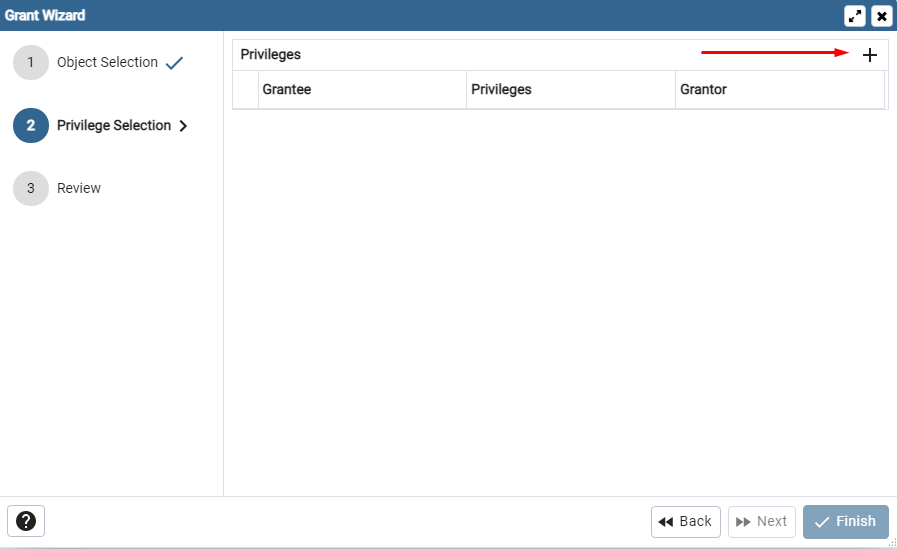 Grant Wizard
1 Object Selection
2 Privilege Selection
3 Review
Privileges
Grantee Privileges Grantor
? Back Next Finish